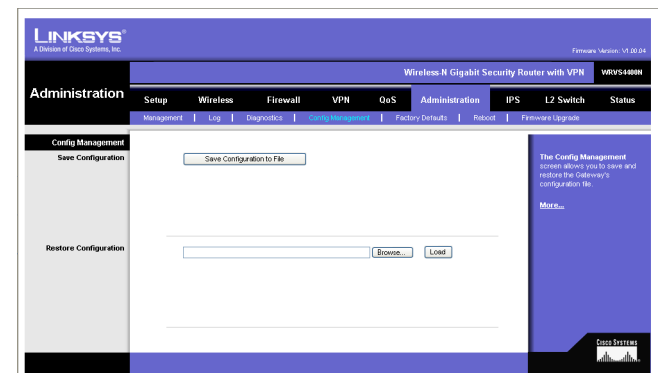 LINKSYS®
A Division of Cisco Systems, Inc.
Firmware Version: V1.00.04
Wireless-N Gigabit Security Router with VPN WRVS4400N
Administration
Setup Wireless Firewall VPN QoS Administration IPS L2 Switch Status
Management | Log | Diagnostics | Config Management | Factory Defaults | Reboot | Firmware Upgrade
Config Management
Save Configuration
Save Configuration to File
The Config Management
screen allows you to save and
restore the Gateway's
configuration file.
More...
Restore Configuration
Browse... Load
CISCO SYSTEMS